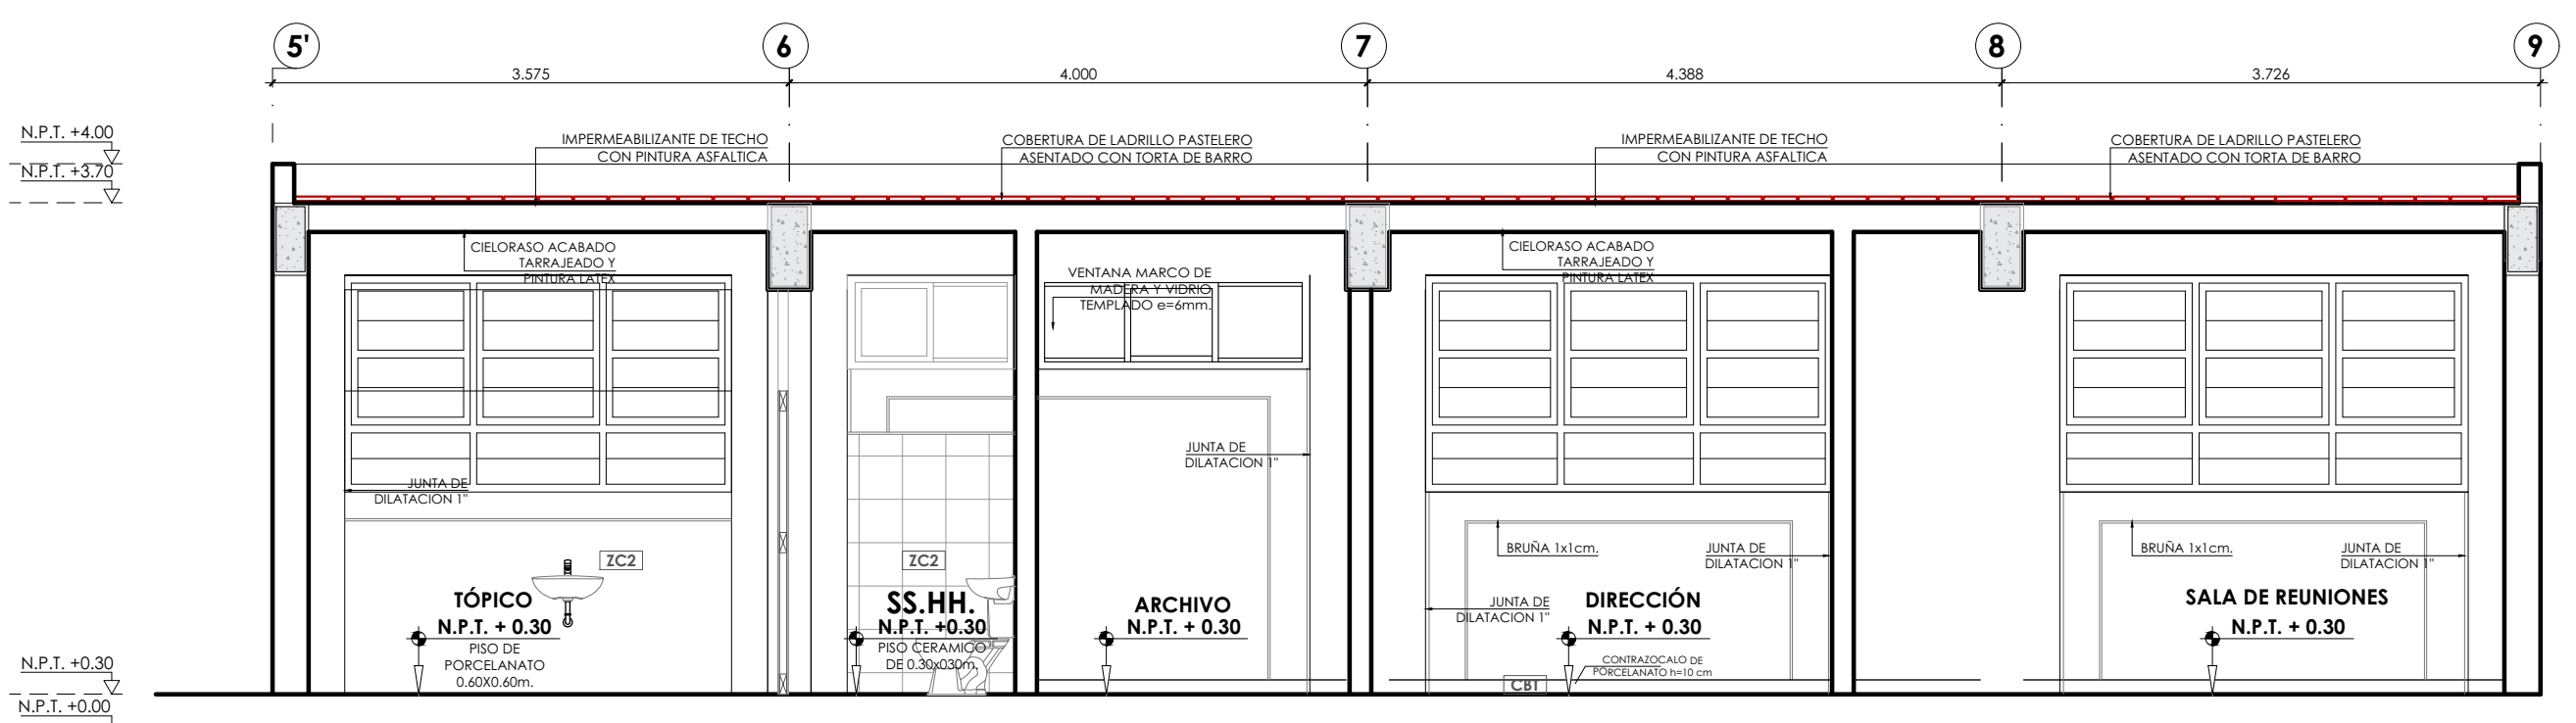 5'
6
7
8
9
3.575
4.000
4.388
3.726
N.P.T. +4.00
N.P.T. +3.70
IMPERMEABILIZANTE DE TECHO
CON PINTURA ASFALTICA
COBERTURA DE LADRILLO PASTELERO
ASENTADO CON TORTA DE BARRO
IMPERMEABILIZANTE DE TECHO
CON PINTURA ASFALTICA
COBERTURA DE LADRILLO PASTELERO
ASENTADO CON TORTA DE BARRO
CIELORASO ACABADO
TARRAJEADO Y
PINTURA LATEX
VENTANA MARCO DE
MADERA Y VIDRIO
TEMPLADO e=6mm.
CIELORASO ACABADO
TARRAJEADO Y
PINTURA LATEX
JUNTA DE
DILATACION 1"
JUNTA DE
DILATACION 1"
BRUÑA 1x1cm.
JUNTA DE
DILATACION 1"
BRUÑA 1x1cm.
JUNTA DE
DILATACION 1"
ZC2
ZC2
TÓPICO
N.P.T. + 0.30
PISO DE
PORCELANATO
0.60X0.60m.
SS.HH.
N.P.T. +0.30
PISO CERAMICO
DE 0.30x030m.
ARCHIVO
N.P.T. + 0.30
JUNTA DE
DILATACION 1"
DIRECCIÓN
N.P.T. + 0.30
CONTRAZOCALO DE
PORCELANATO h=10 cm
CB1
SALA DE REUNIONES
N.P.T. + 0.30
N.P.T. +0.30
N.P.T. +0.00